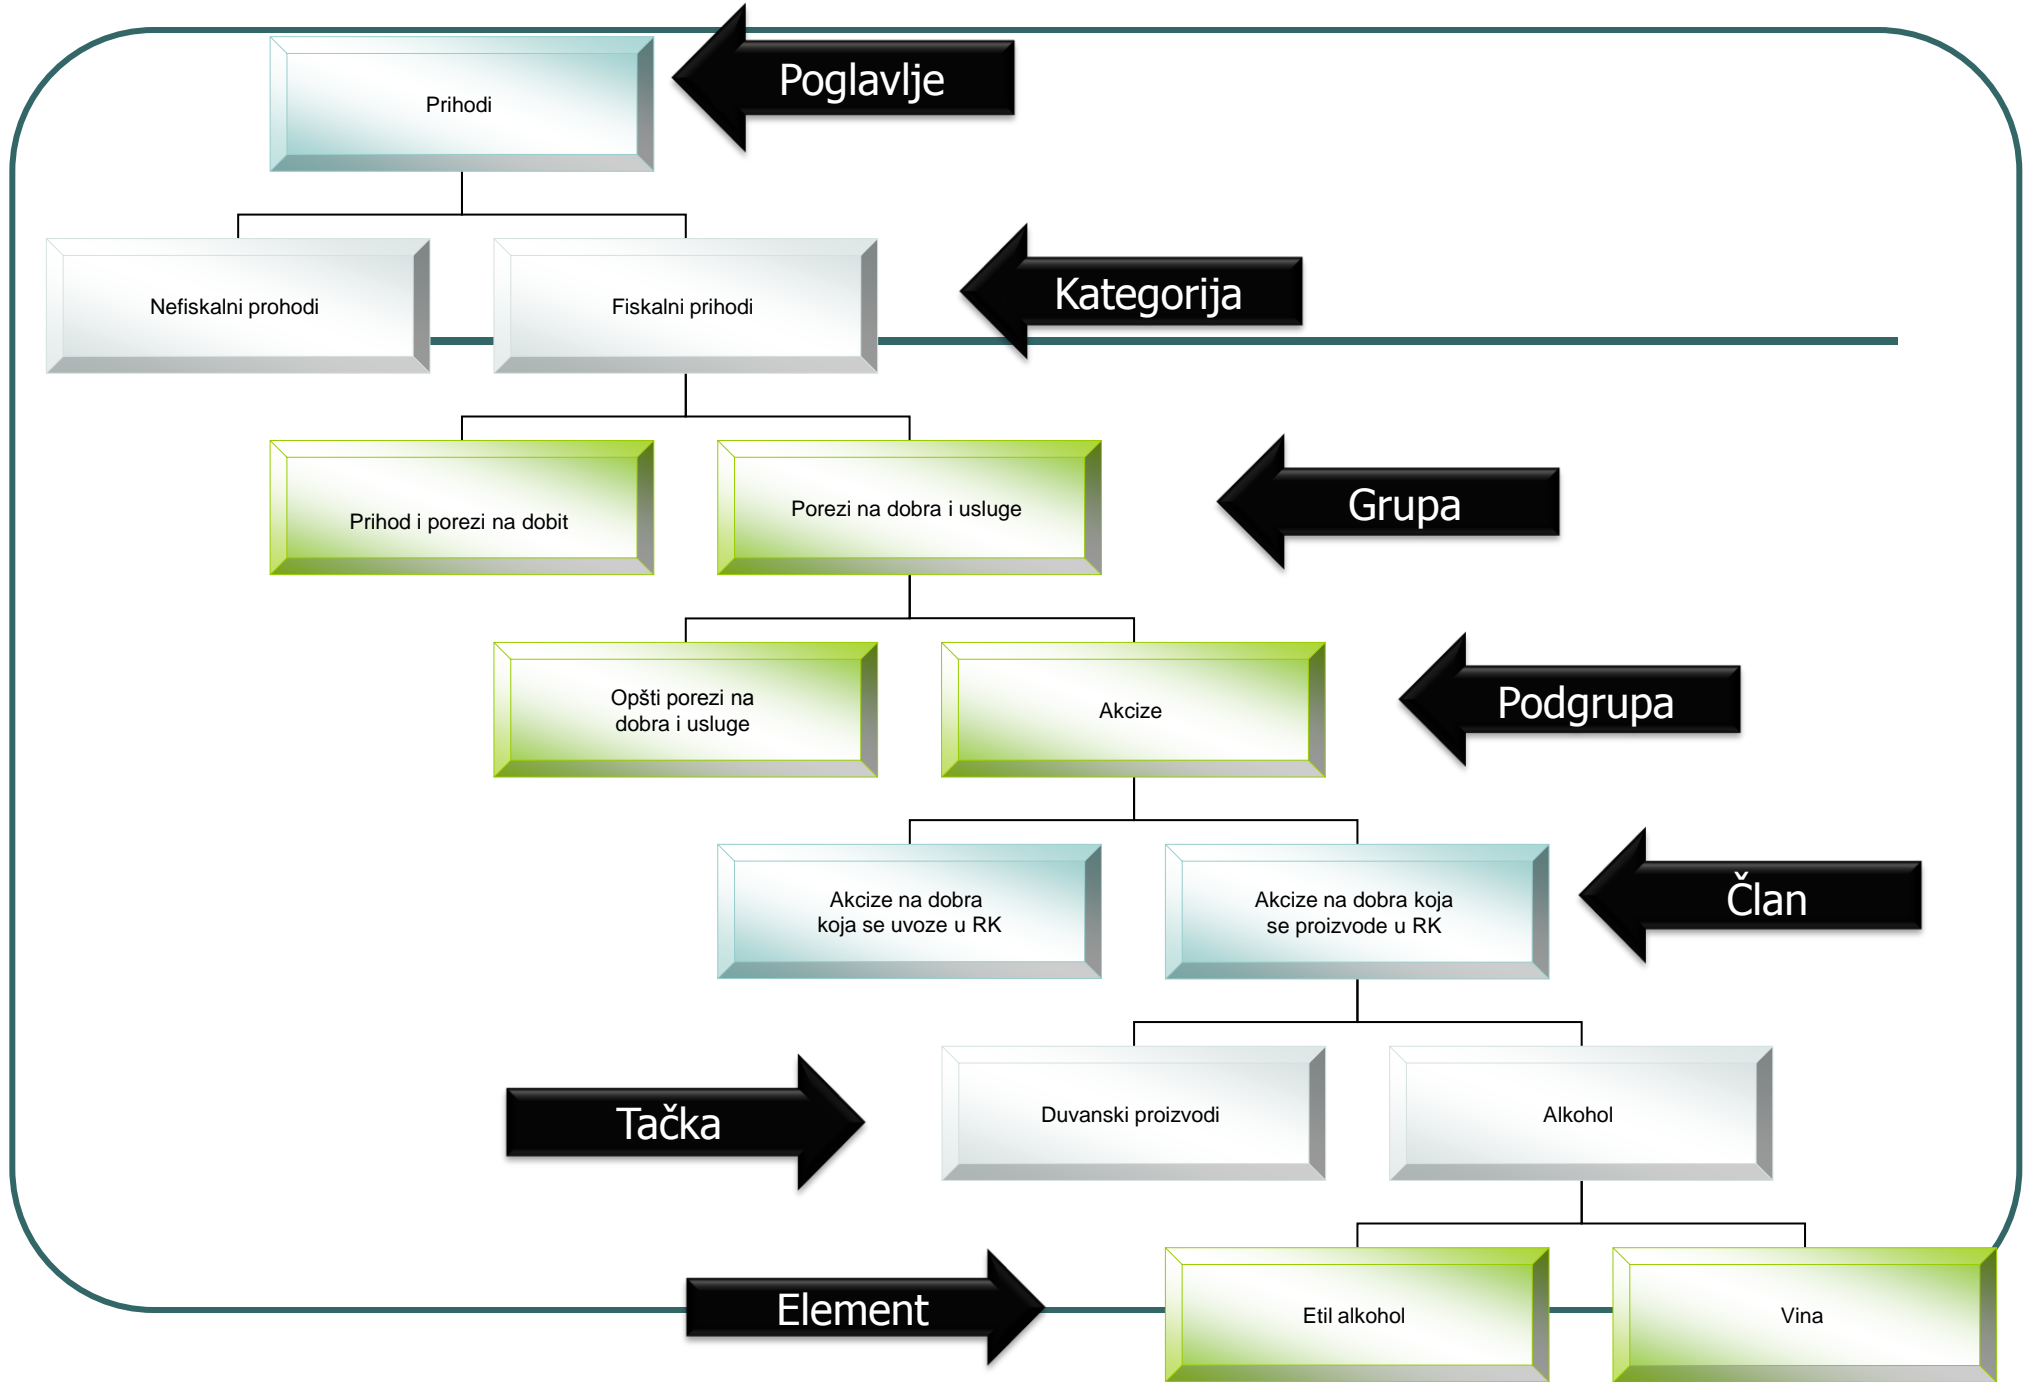 Prihodi
Poglavlje
Nefiskalni prohodi
Fiskalni prihodi
Kategorija
Prihod i porezi na dobit
Porezi na dobra i usluge
Grupa
Opšti porezi na
dobra i usluge
Akcize
Podgrupa
Akcize na dobra
koja se uvoze u RK
Akcize na dobra koja
se proizvode u RK
Član
Tačka
Duvanski proizvodi
Alkohol
Element
Etil alkohol
Vina